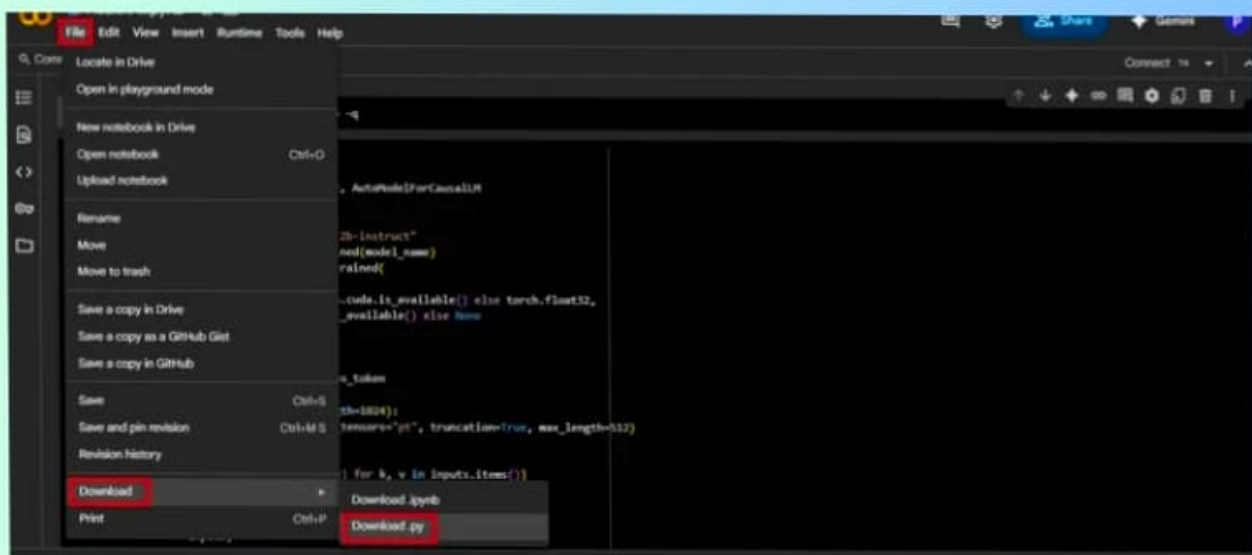 File Edit View Insert Runtime Tools Help
Share
Gemini
P
Connect T4
Locate in Drive
Open in playground mode
New notebook in Drive
Open notebook Ctrl+O
Upload notebook
Rename
Move
Move to trash
Save a copy in Drive
Save a copy as a GitHub Gist
Save a copy in GitHub
Save Ctrl+S
Save and pin revision Ctrl+M S
Revision history
Download
Print Ctrl+P
Download .ipynb
Download .py
-q
, AutoModelForCausalLM
2b-instruct"
ned(model_name)
rained(
.cuda.is_available() else torch.float32,
_available() else None
s_token
th=1024):
tensors="pt", truncation=True, max_length=512)
) for k, v in inputs.items()}